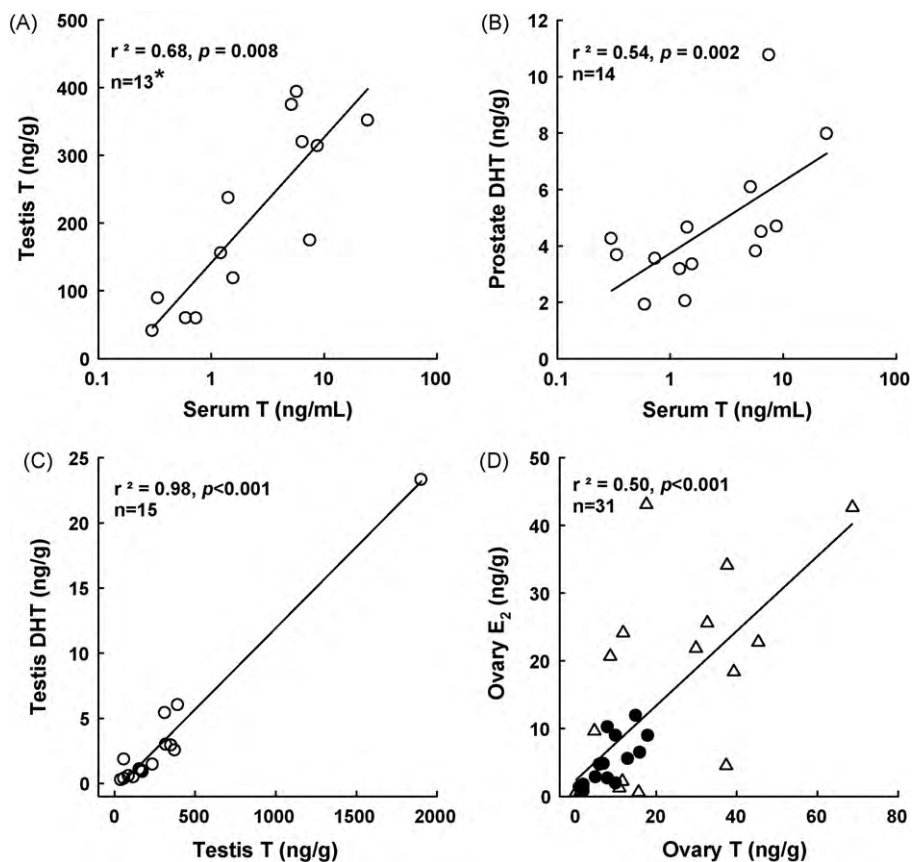 (A)
r ² = 0.68, p = 0.008
n=13*
500
400
300
200
100
0
Testis T (ng/g)
0.1 1 10 100
Serum T (ng/mL)
(B)
r ² = 0.54, p = 0.002
n=14
12
10
8
6
4
2
0
Prostate DHT (ng/g)
0.1 1 10 100
Serum T (ng/mL)
(C)
r ² = 0.98, p<0.001
n=15
25
20
15
10
5
0
Testis DHT (ng/g)
0 500 1000 1500 2000
Testis T (ng/g)
(D)
r ² = 0.50, p<0.001
n=31
50
40
30
20
10
0
Ovary E₂ (ng/g)
0 20 40 60 80
Ovary T (ng/g)